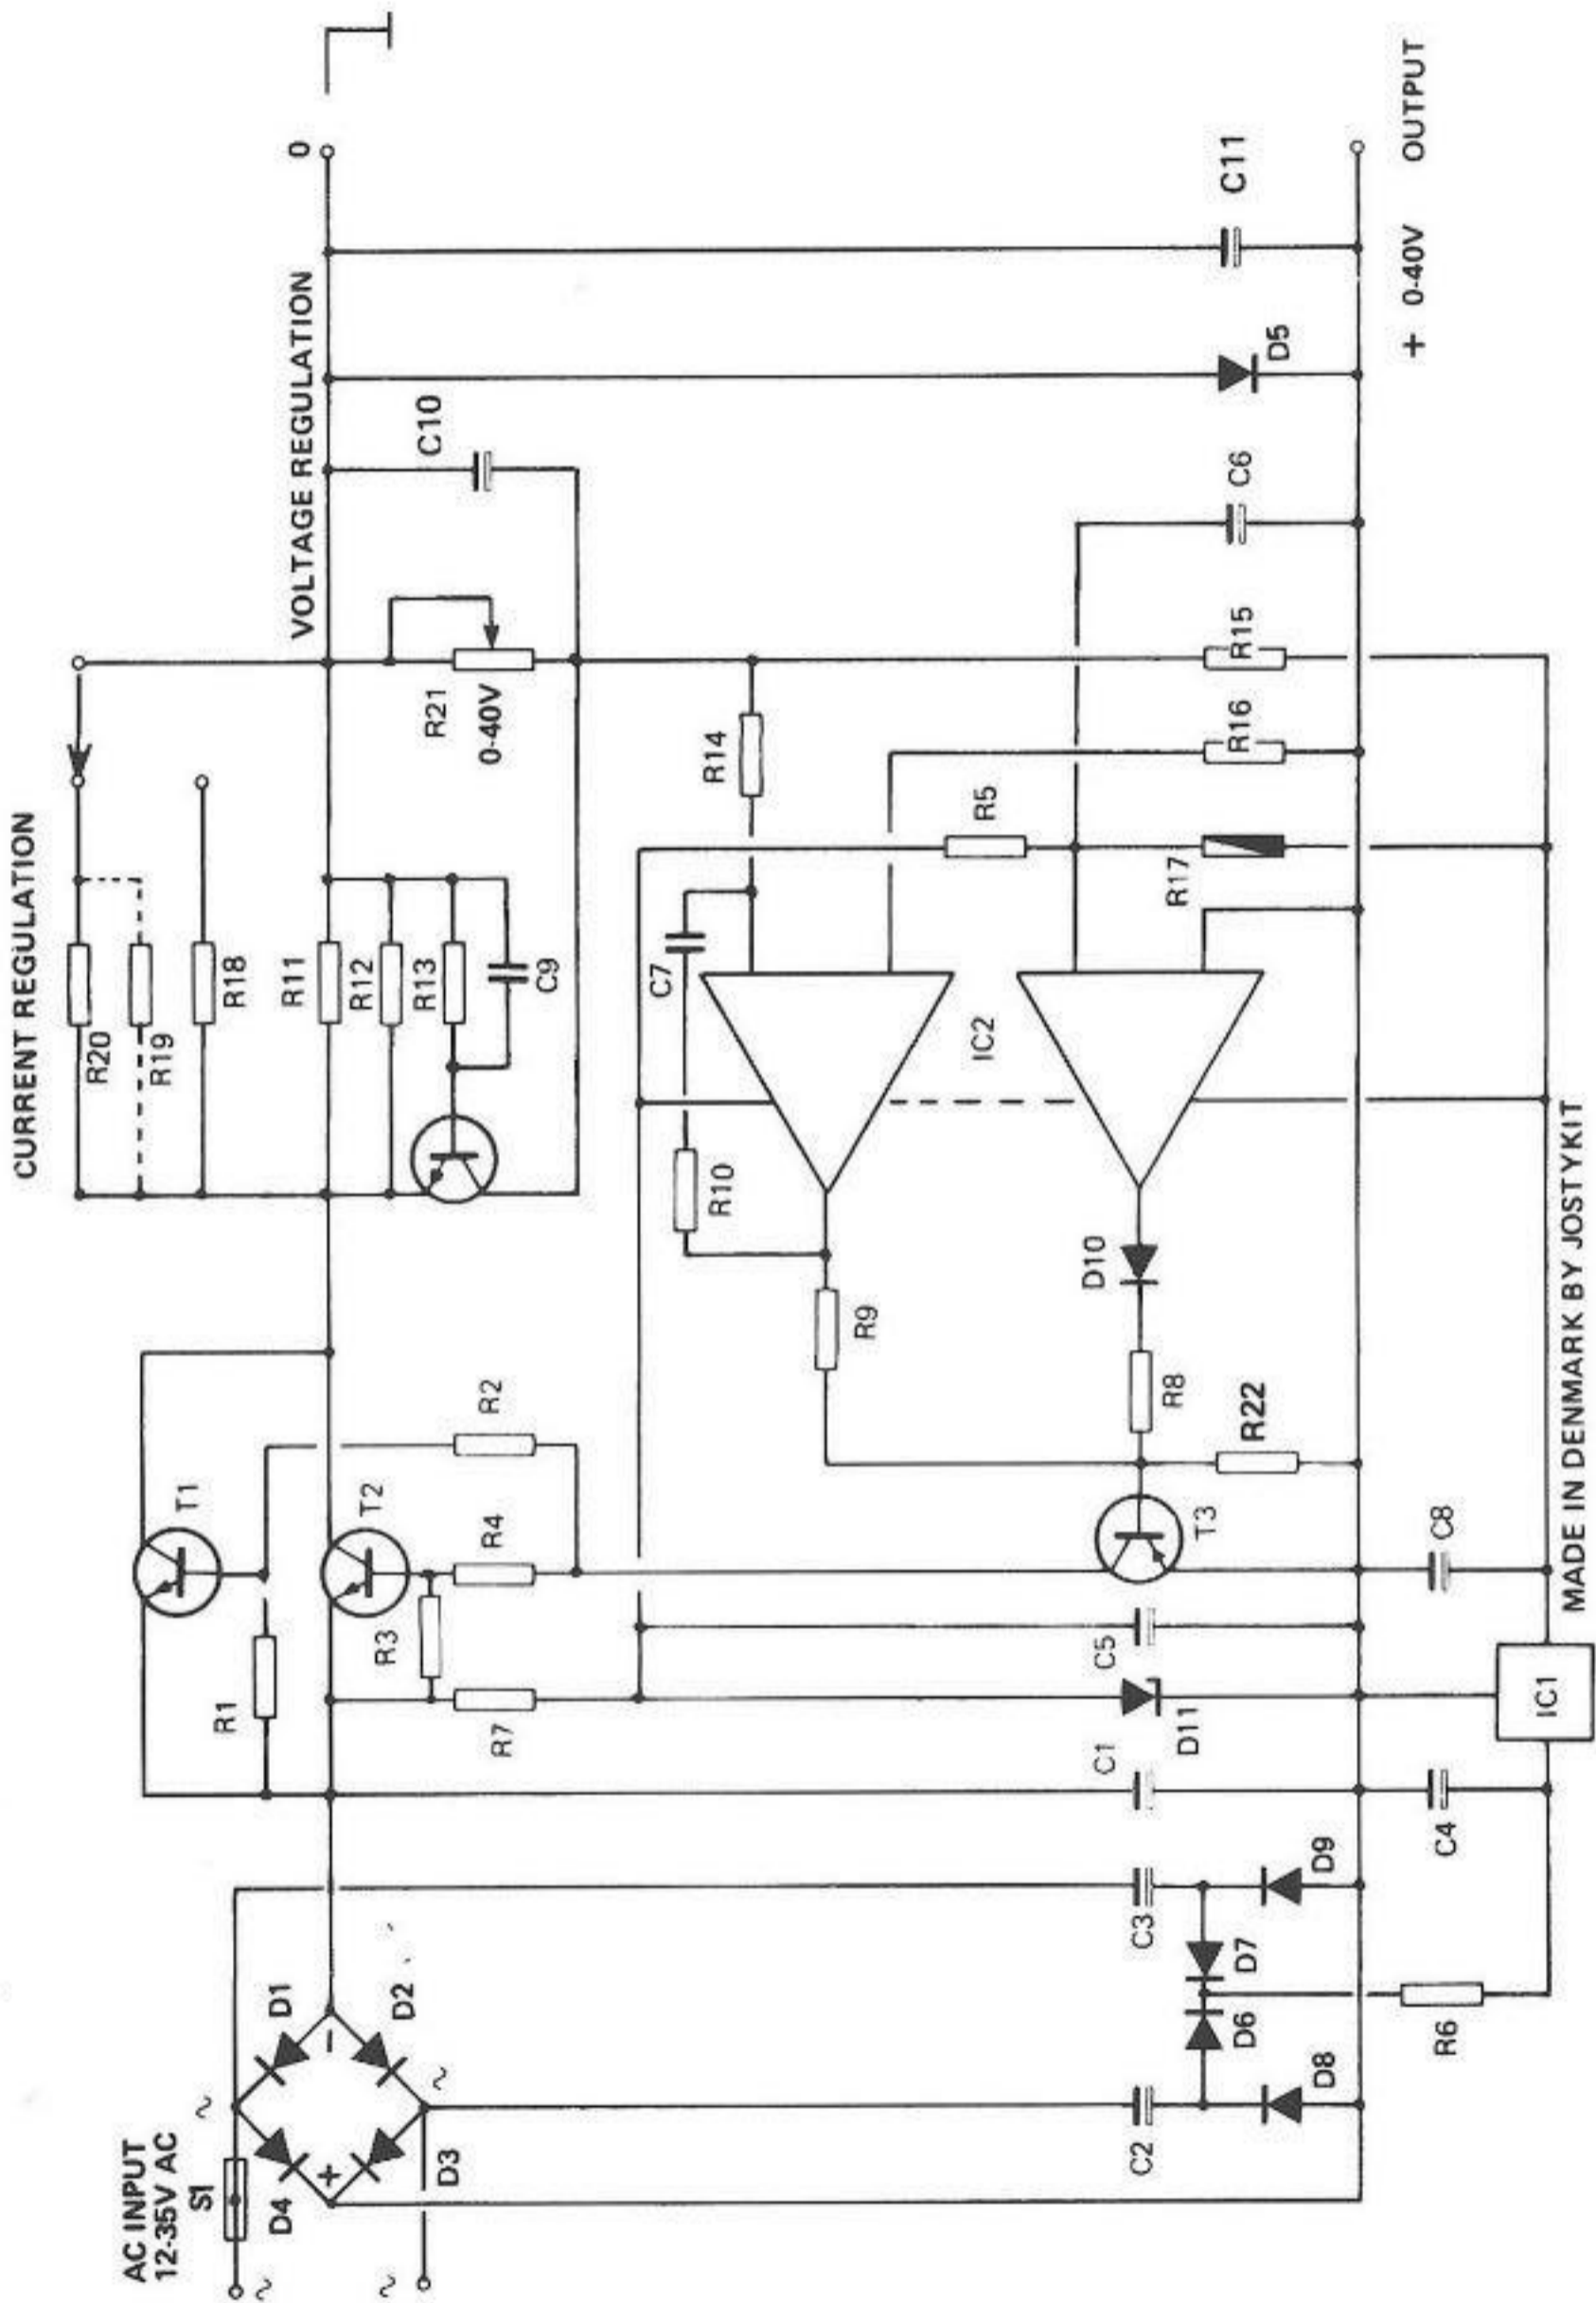 AC INPUT
12-35V AC
S1
~
~
~
~
D4
D1
D3
D2
+
−
CURRENT REGULATION
R20
R19
R18
R11
R12
R13
C9
VOLTAGE REGULATION
0
R21
0-40V
C10
T1
T2
R1
R2
R3
R4
R7
C7
R10
R14
R9
IC2
R5
D10
R8
R22
T3
R17
R16
R15
C6
D5
C11
C2
C3
C1
D11
C5
D6
D7
D8
D9
R6
C4
IC1
C8
+ 0-40V OUTPUT
MADE IN DENMARK BY JOSTYKIT